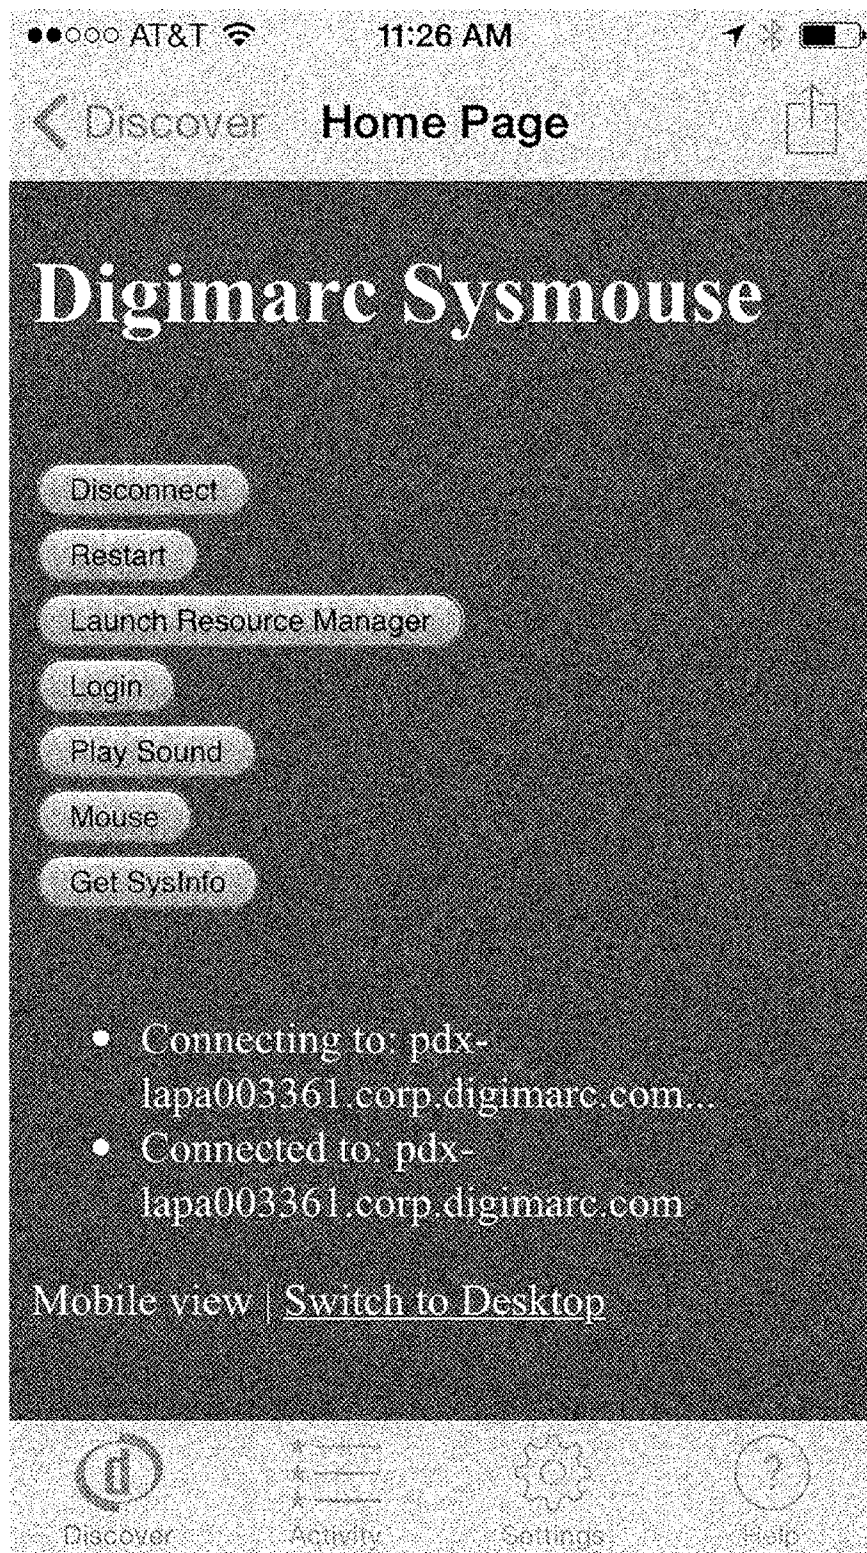 AT&T 11:26 AM
Discover Home Page
Digimarc Sysmouse
Disconnect
Restart
Launch Resource Manager
Login
Play Sound
Mouse
Get SysInfo
• Connecting to: pdx-
lapa003361.corp.digimarc.com...
• Connected to: pdx-
lapa003361.corp.digimarc.com
Mobile view | Switch to Desktop
d ?
Discover Activity Settings Help